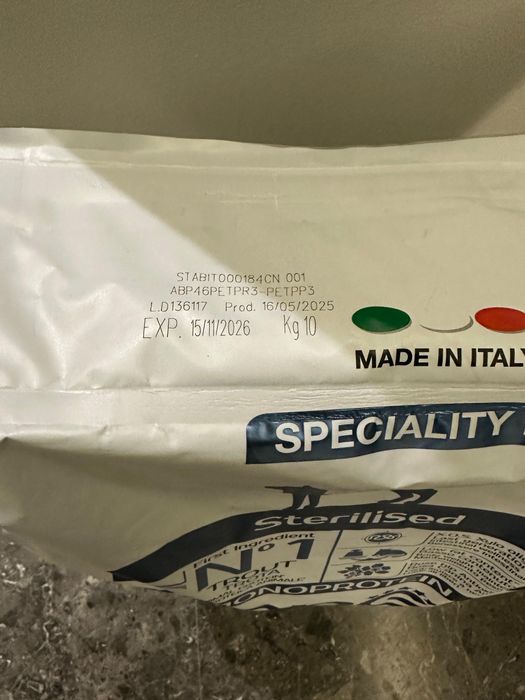 STABIT000184CN 001
ABP46PETPR3-PETPP3
L.D136117 Prod. 16/05/2025
EXP. 15/11/2026 Kg 10
MADE IN ITALY
SPECIALITY
Sterilised
First Ingredient
N°1
TROUT
TROTA
MONOPROTEIN